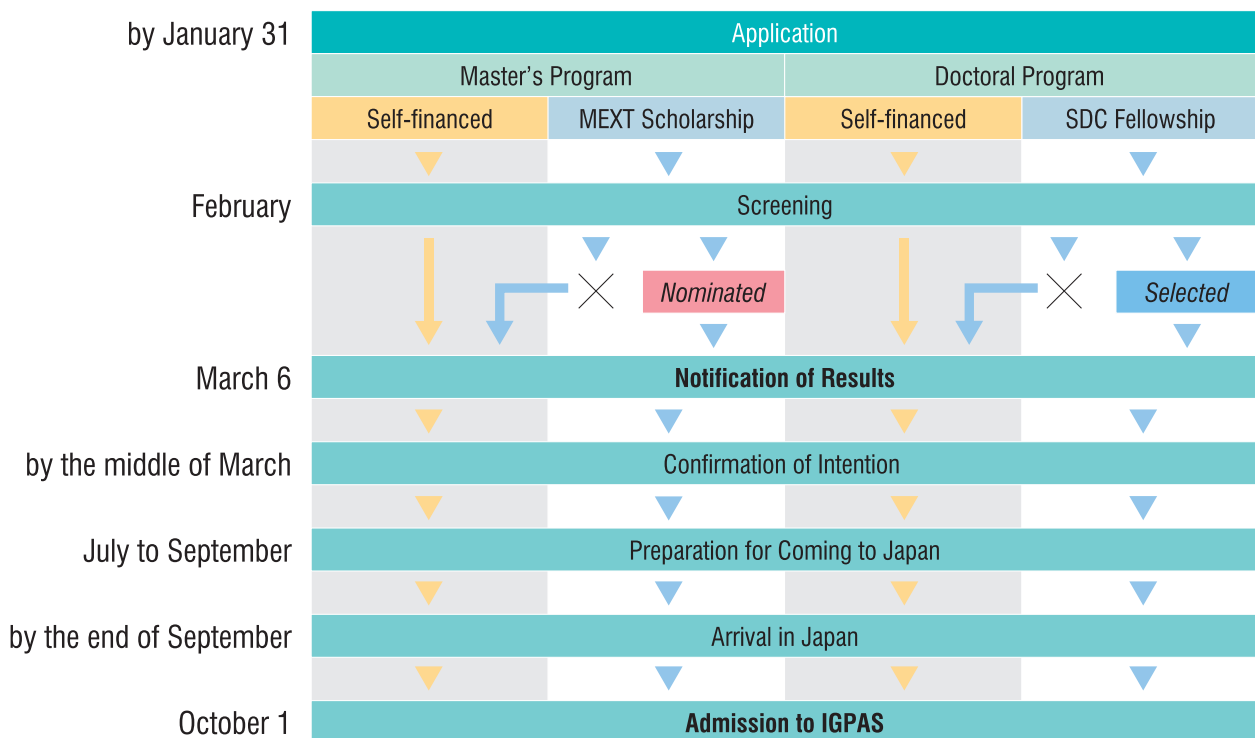 by January 31
Application
Master's Program
Doctoral Program
Self-financed
MEXT Scholarship
Self-financed
SDC Fellowship
February
Screening
Nominated
Selected
March 6
Notification of Results
by the middle of March
Confirmation of Intention
July to September
Preparation for Coming to Japan
by the end of September
Arrival in Japan
October 1
Admission to IGPAS